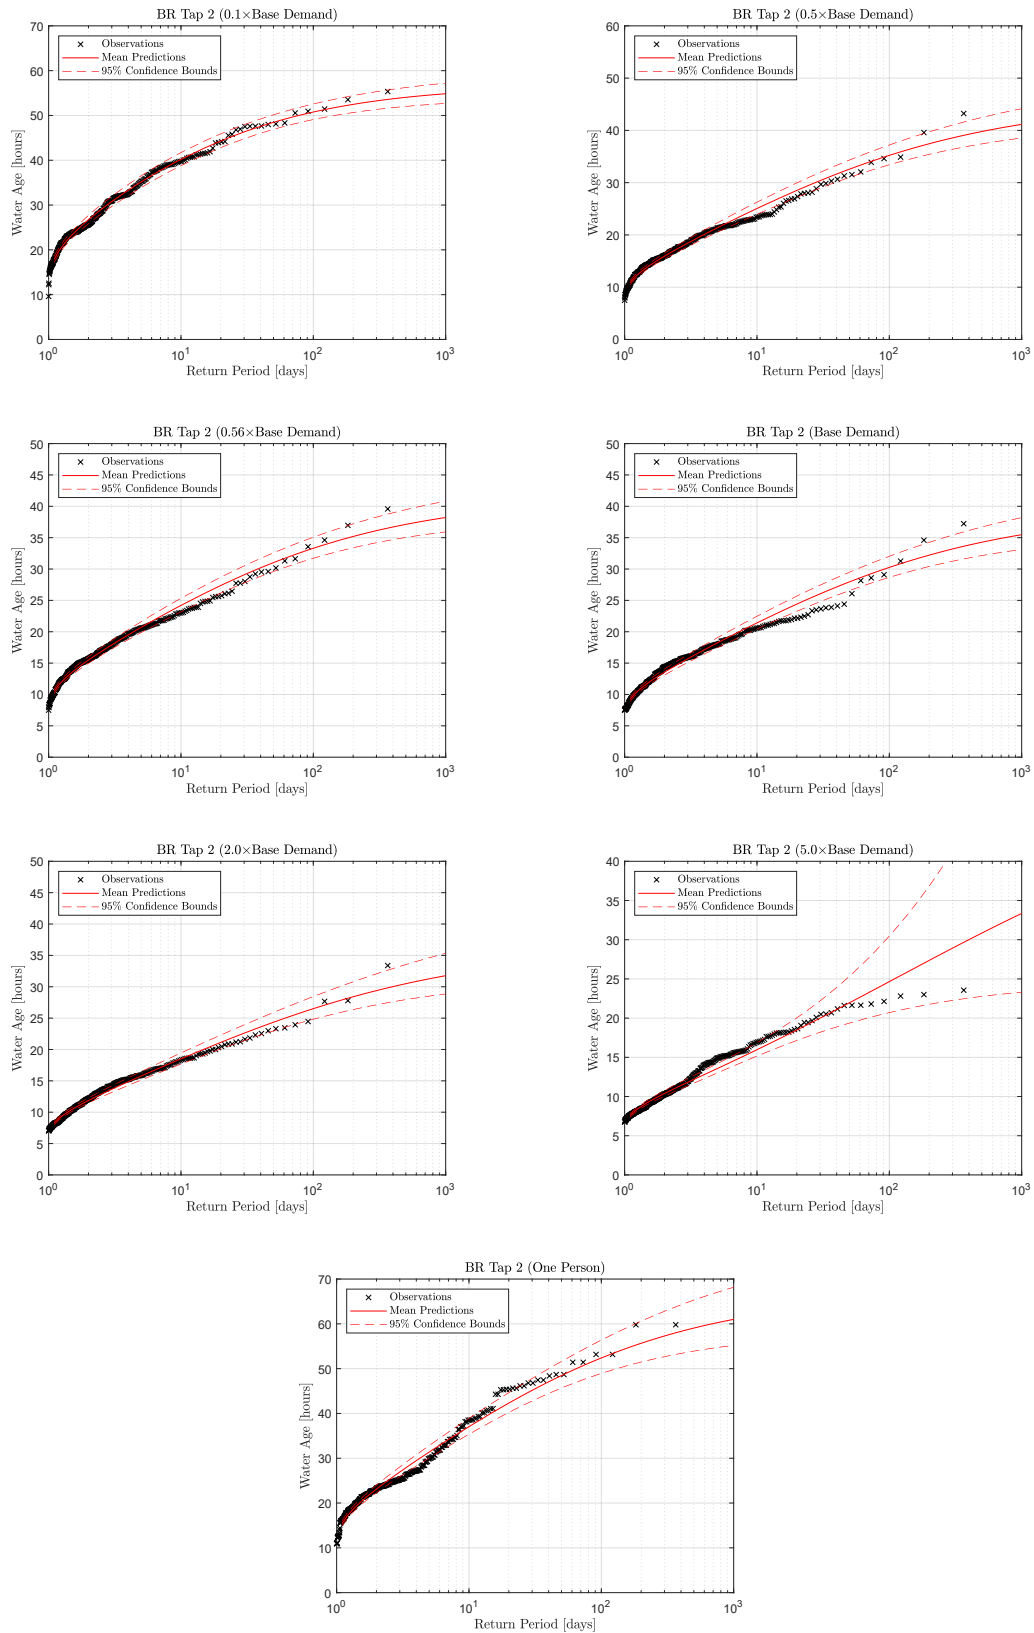 BR Tap 2 (0.1×Base Demand)
70
60
50
40
30
20
10
0
Water Age [hours]
Observations
Mean Predictions
95% Confidence Bounds
10^0
10^1
10^2
10^3
Return Period [days]
BR Tap 2 (0.5×Base Demand)
60
50
40
30
20
10
0
Water Age [hours]
Observations
Mean Predictions
95% Confidence Bounds
10^0
10^1
10^2
10^3
Return Period [days]
BR Tap 2 (0.56×Base Demand)
50
45
40
35
30
25
20
15
10
5
0
Water Age [hours]
Observations
Mean Predictions
95% Confidence Bounds
10^0
10^1
10^2
10^3
Return Period [days]
BR Tap 2 (Base Demand)
50
45
40
35
30
25
20
15
10
5
0
Water Age [hours]
Observations
Mean Predictions
95% Confidence Bounds
10^0
10^1
10^2
10^3
Return Period [days]
BR Tap 2 (2.0×Base Demand)
50
45
40
35
30
25
20
15
10
5
0
Water Age [hours]
Observations
Mean Predictions
95% Confidence Bounds
10^0
10^1
10^2
10^3
Return Period [days]
BR Tap 2 (5.0×Base Demand)
40
35
30
25
20
15
10
5
0
Water Age [hours]
Observations
Mean Predictions
95% Confidence Bounds
10^0
10^1
10^2
10^3
Return Period [days]
BR Tap 2 (One Person)
70
60
50
40
30
20
10
0
Water Age [hours]
Observations
Mean Predictions
95% Confidence Bounds
10^0
10^1
10^2
10^3
Return Period [days]